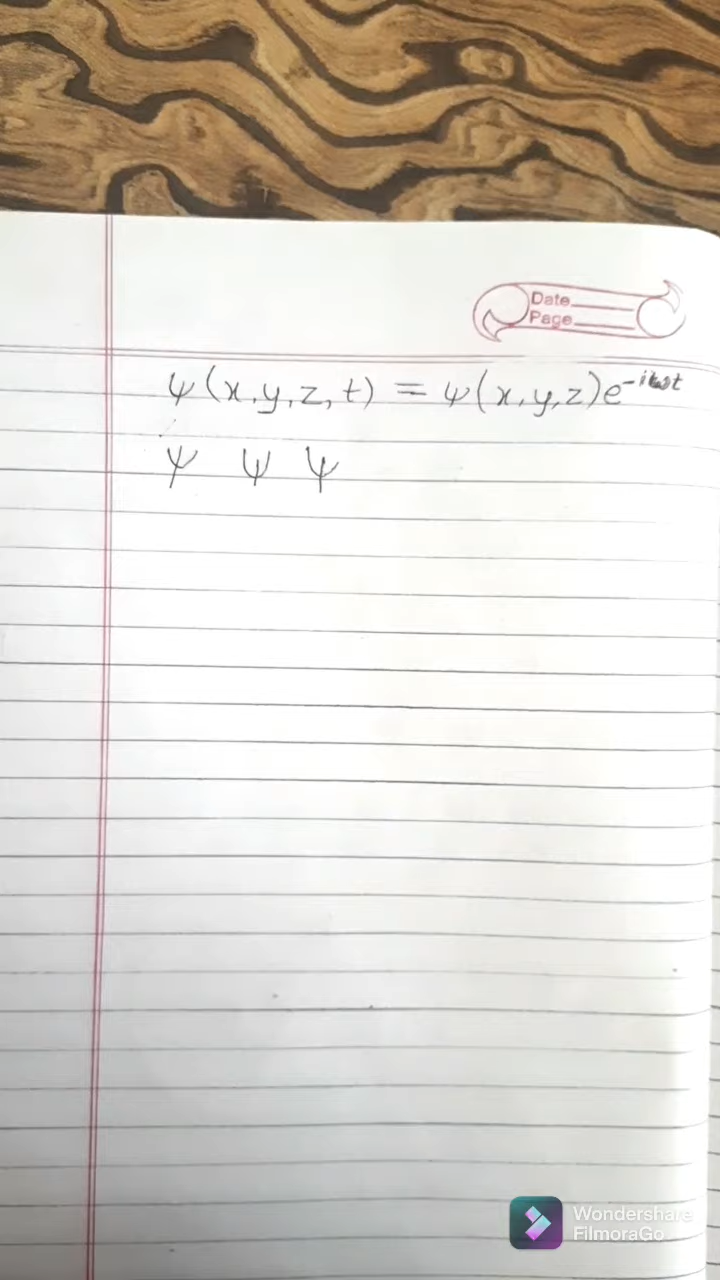 Date
Page
ψ(x,y,z,t) = ψ(x,y,z)e^{-iωt}
ψ ψ ψ
Wondershare
FilmoraGo